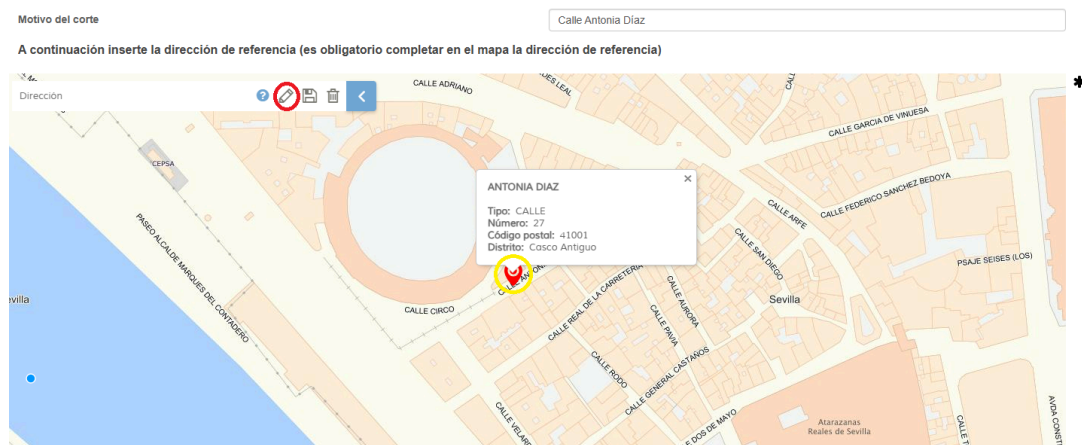 Motivo del corte
Calle Antonia Díaz
A continuación inserte la dirección de referencia (es obligatorio completar en el mapa la dirección de referencia)
*
Dirección
?
CALLE ADRIANO
CALLE GARCIA DE VINUESA
CEPSA
ANTONIA DIAZ
Tipo: CALLE
Número: 27
Código postal: 41001
Distrito: Casco Antiguo
CALLE FEDERICO SANCHEZ BEDOYA
CALLE ARFE
CALLE SAN DIEGO
PSAJE SEISES (LOS)
PASEO ALCALDE MARQUES DEL CONTADERO
CALLE CIRCO
CALLE REAL DE LA CARRETERIA
CALLE AURORA
Sevilla
CALLE PAVIA
CALLE RODO
CALLE GENERAL CASTAÑOS
E DOS DE MAYO
Atarazanas
Reales de Sevilla